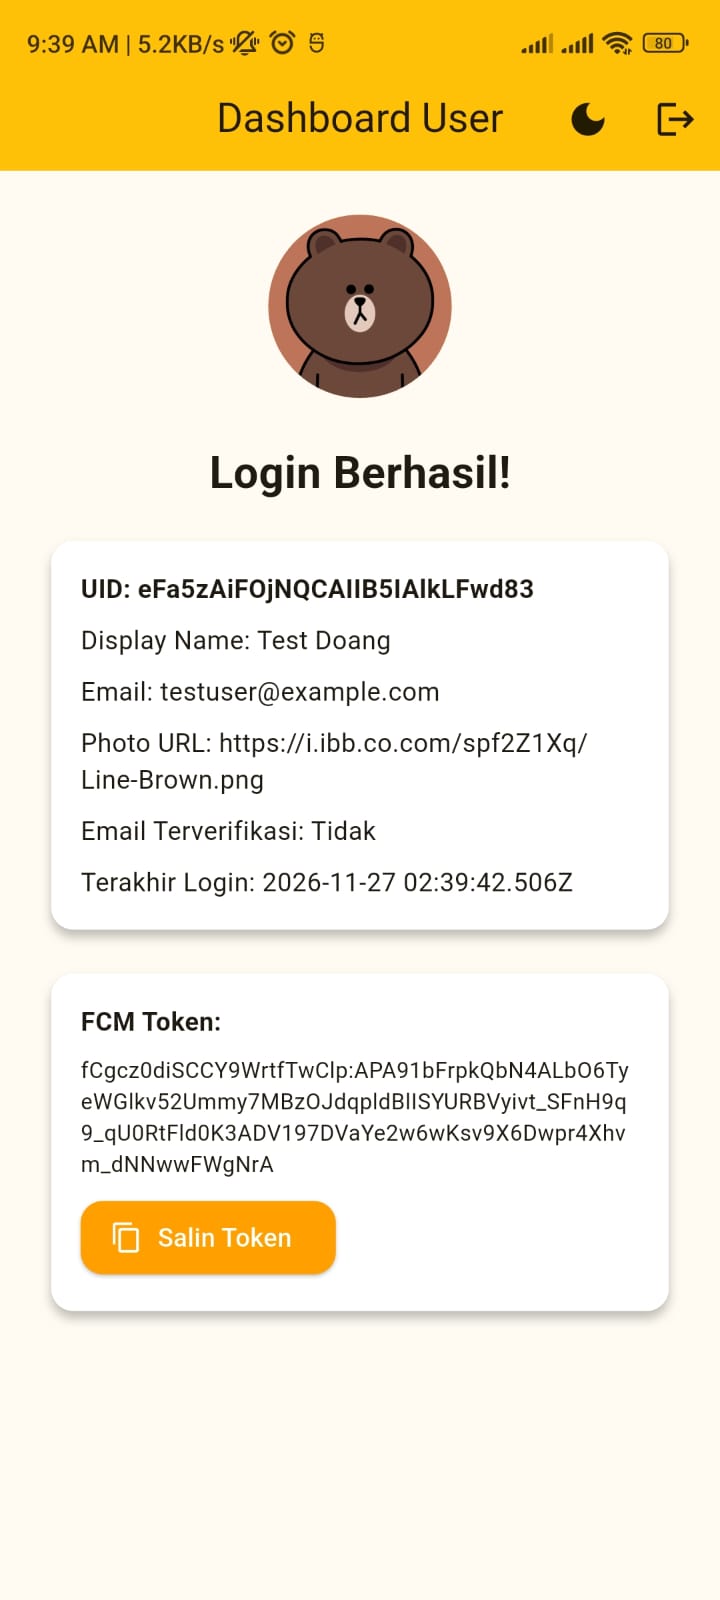 9:39 AM | 5.2KB/s
80
Dashboard User
Login Berhasil!
UID: eFa5zAiFOjNQCAIIB5IAlkLFwd83
Display Name: Test Doang
Email: testuser@example.com
Photo URL: https://i.ibb.co.com/spf2Z1Xq/
Line-Brown.png
Email Terverifikasi: Tidak
Terakhir Login: 2026-11-27 02:39:42.506Z
FCM Token:
fCgcz0diSCCY9WrtfTwClp:APA91bFrpkQbN4ALbO6Ty
eWGlkv52Ummy7MBzOJdqpldBlISYURBVyivt_SFnH9q
9_qU0RtFld0K3ADV197DVaYe2w6wKsv9X6Dwpr4Xhv
m_dNNwwFWgNrA
Salin Token